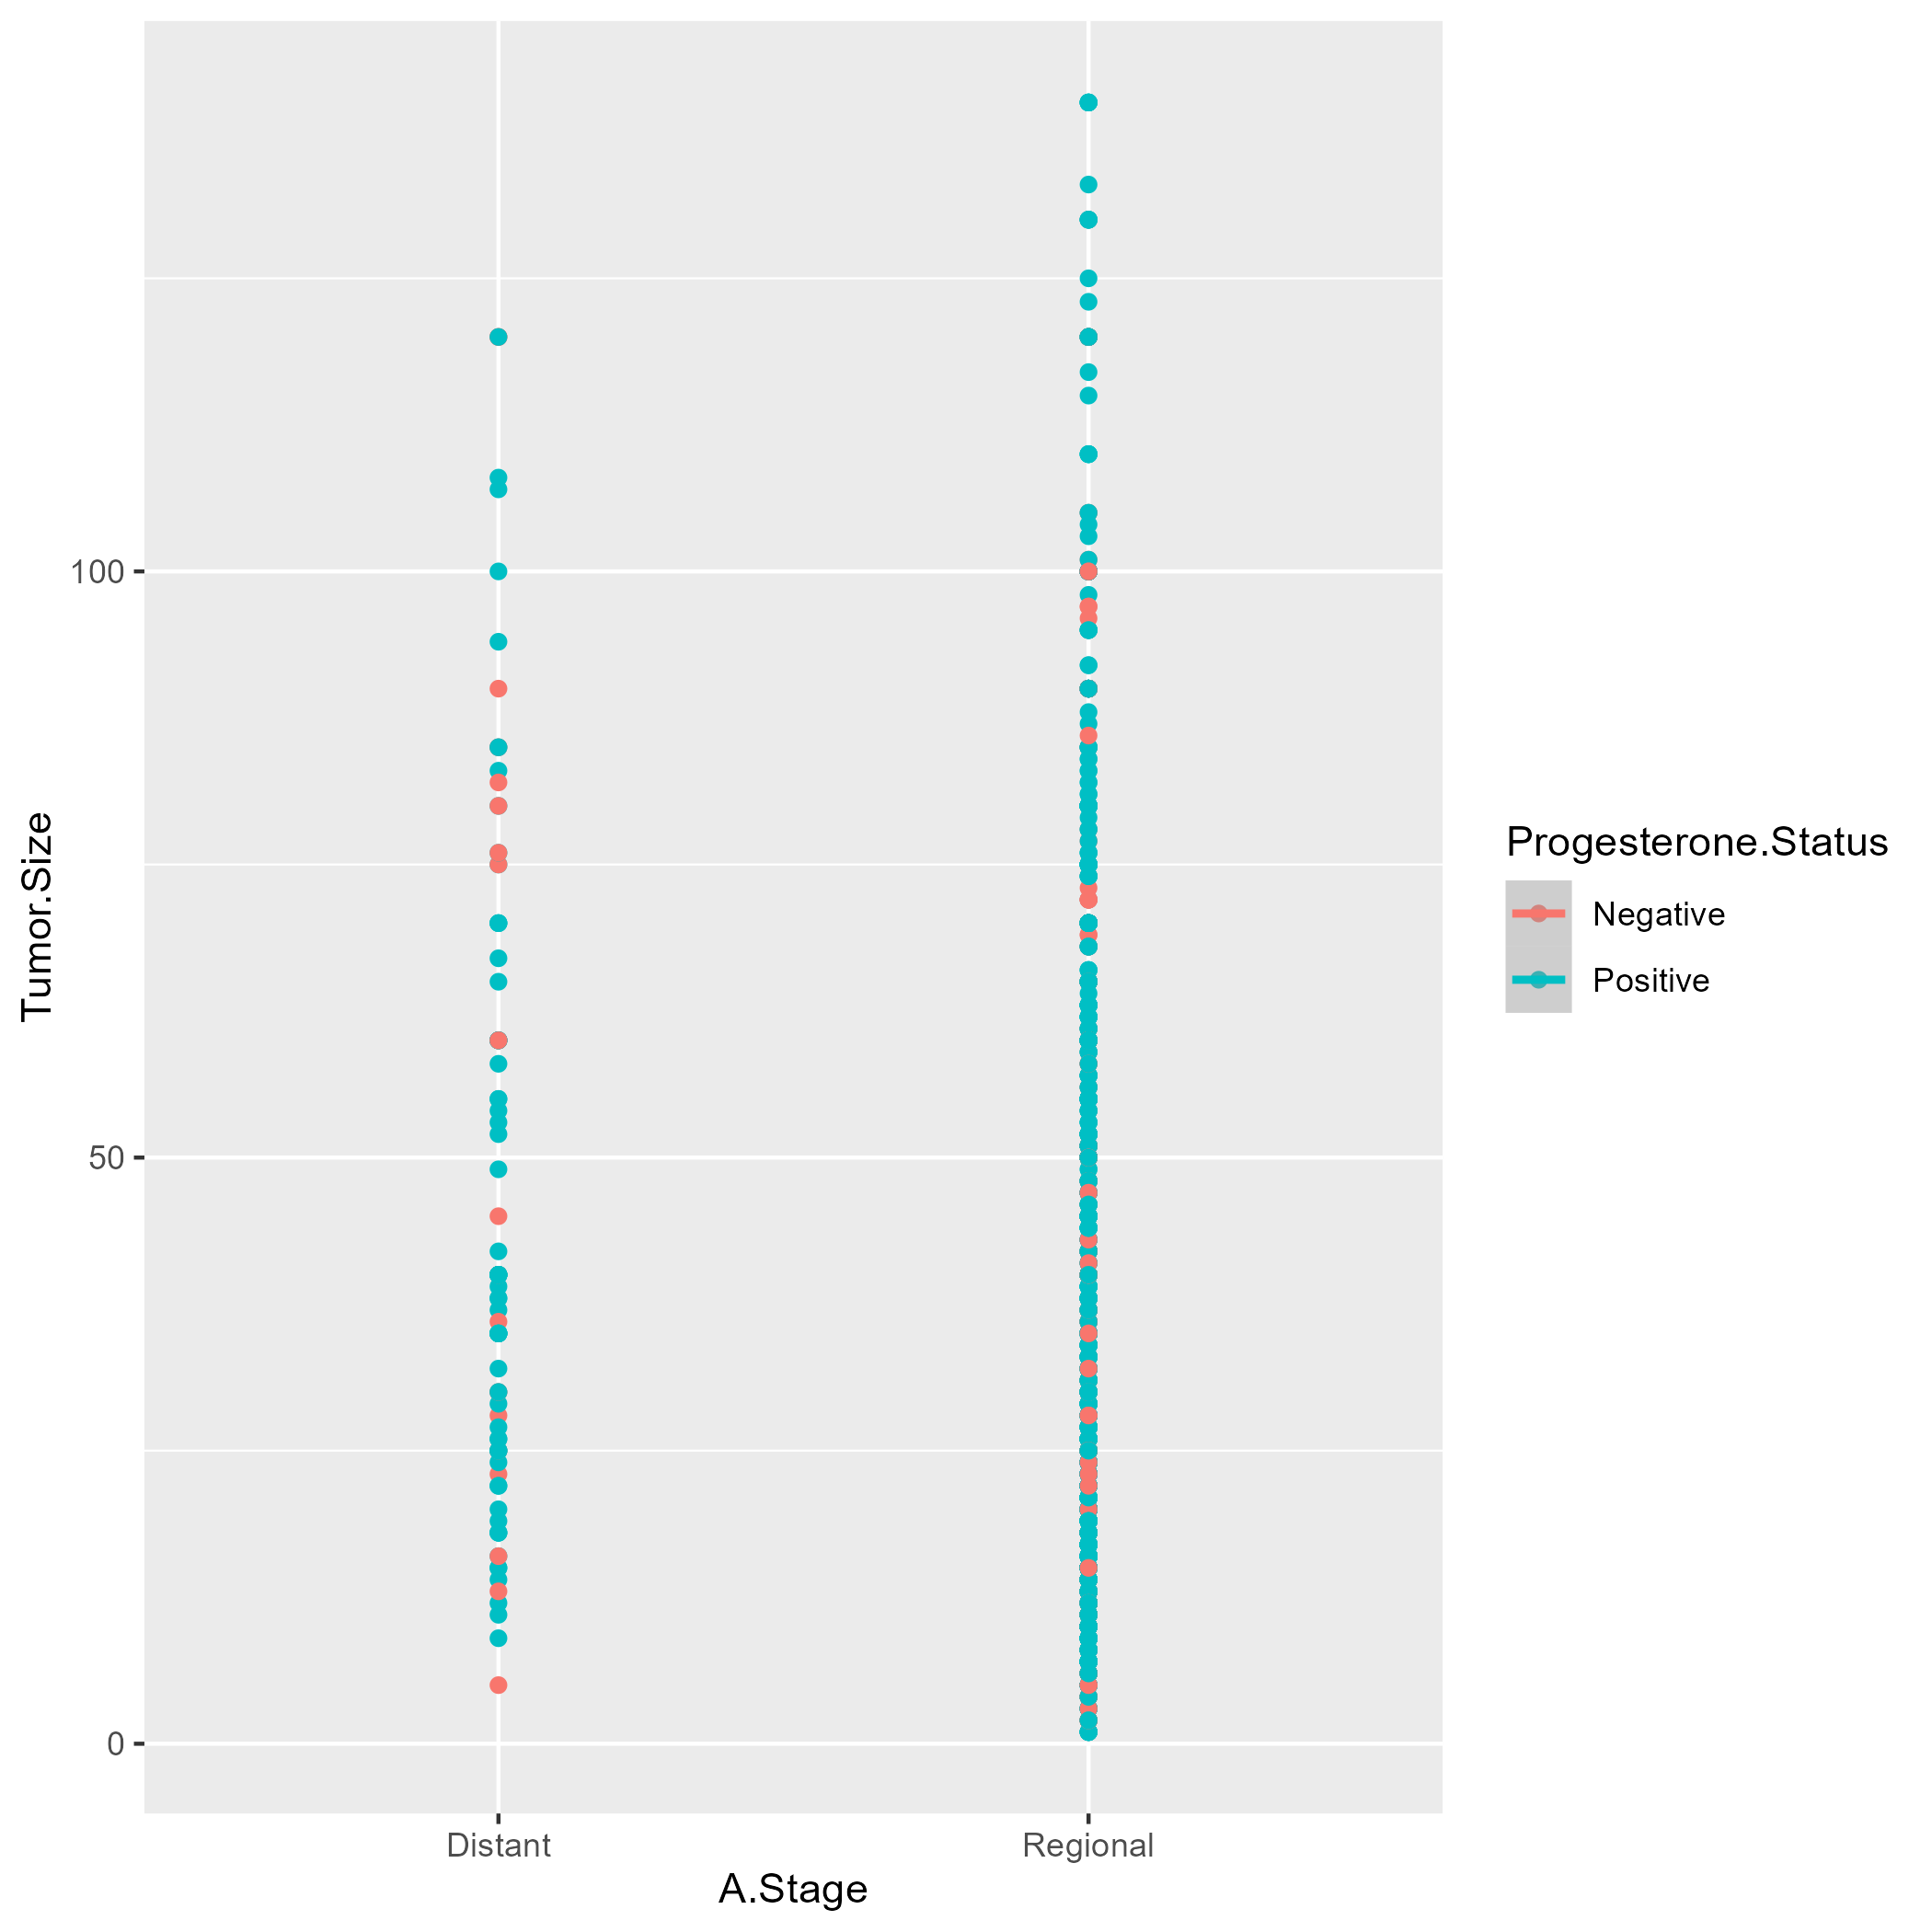 Tumor.Size
100
50
0
Distant
Regional
A.Stage
Progesterone.Status
Negative
Positive